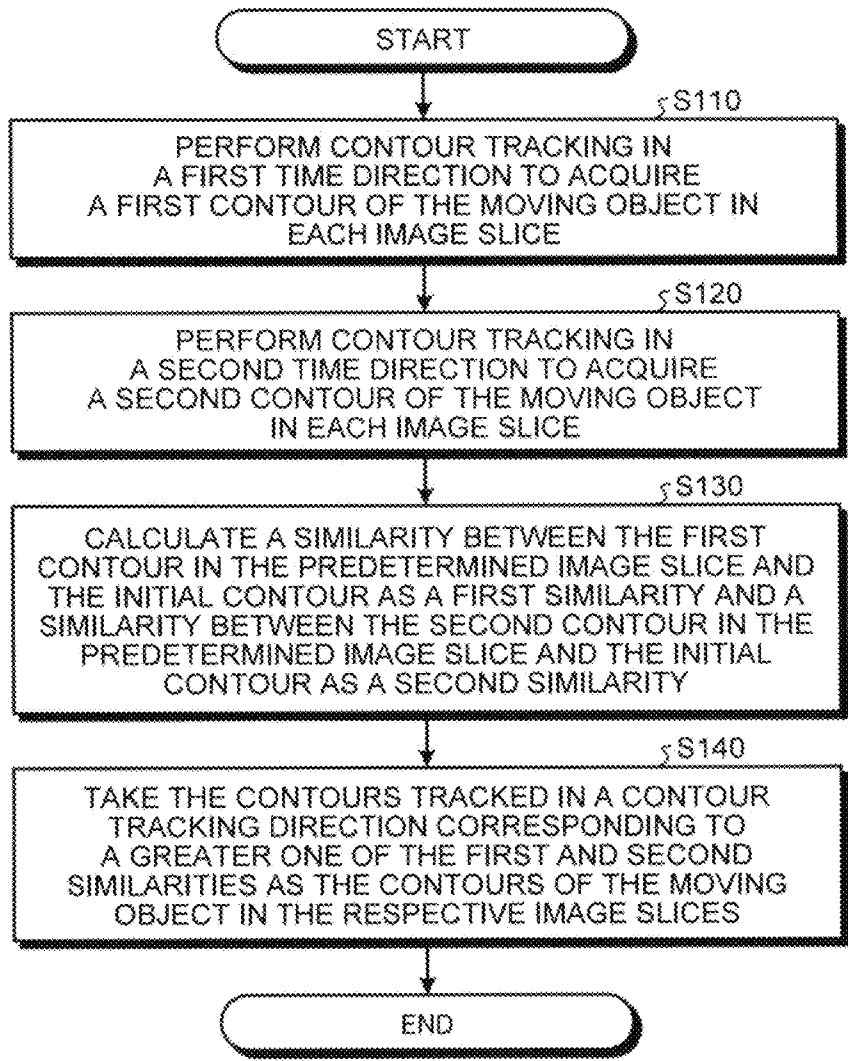 START
S110
PERFORM CONTOUR TRACKING IN
A FIRST TIME DIRECTION TO ACQUIRE
A FIRST CONTOUR OF THE MOVING OBJECT IN
EACH IMAGE SLICE
S120
PERFORM CONTOUR TRACKING IN
A SECOND TIME DIRECTION TO ACQUIRE
A SECOND CONTOUR OF THE MOVING OBJECT
IN EACH IMAGE SLICE
S130
CALCULATE A SIMILARITY BETWEEN THE FIRST
CONTOUR IN THE PREDETERMINED IMAGE SLICE AND
THE INITIAL CONTOUR AS A FIRST SIMILARITY AND A
SIMILARITY BETWEEN THE SECOND CONTOUR IN THE
PREDETERMINED IMAGE SLICE AND THE INITIAL
CONTOUR AS A SECOND SIMILARITY
S140
TAKE THE CONTOURS TRACKED IN A CONTOUR
TRACKING DIRECTION CORRESPONDING TO
A GREATER ONE OF THE FIRST AND SECOND
SIMILARITIES AS THE CONTOURS OF THE MOVING
OBJECT IN THE RESPECTIVE IMAGE SLICES
END